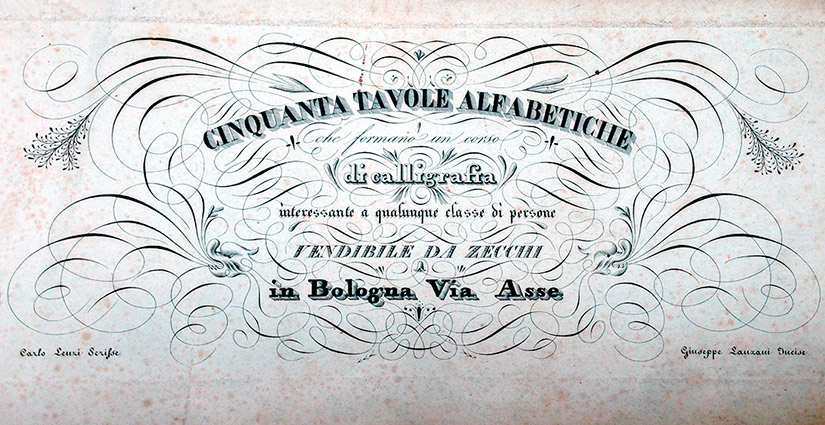 CINQUANTA TAVOLE ALFABETICHE
che formano un corso
di calligrafia
interessante a qualunque classe di persone
VENDIBILE DA ZECCHI
in Bologna Via Asse
Carlo Leuzi Scrisse
Giuseppe Lanzani Incise